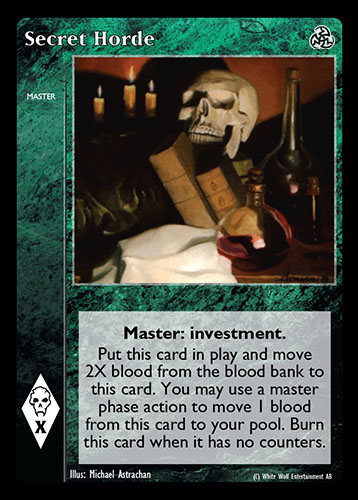 Secret Horde
MASTER
Master: investment.
Put this card in play and move
2X blood from the blood bank to
this card. You may use a master
phase action to move 1 blood
from this card to your pool. Burn
this card when it has no counters.
X
Illus: Michael Astrachan
(C) White Wolf Entertainment AB